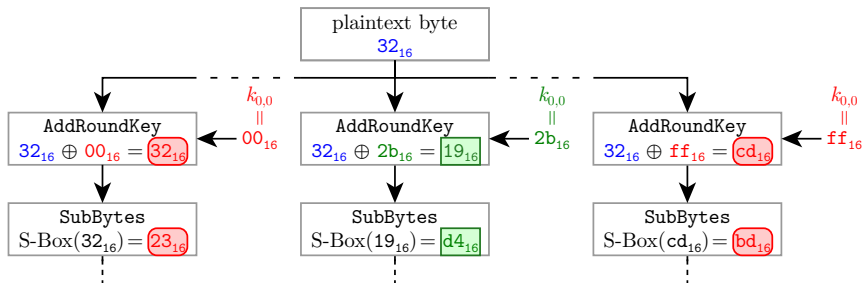 plaintext byte
32₁₆
k₀,₀
k₀,₀
k₀,₀
=
=
=
00₁₆
2b₁₆
ff₁₆
AddRoundKey
32₁₆ ⊕ 00₁₆ = 32₁₆
AddRoundKey
32₁₆ ⊕ 2b₁₆ = 19₁₆
AddRoundKey
32₁₆ ⊕ ff₁₆ = cd₁₆
SubBytes
S-Box(32₁₆) = 23₁₆
SubBytes
S-Box(19₁₆) = d4₁₆
SubBytes
S-Box(cd₁₆) = bd₁₆